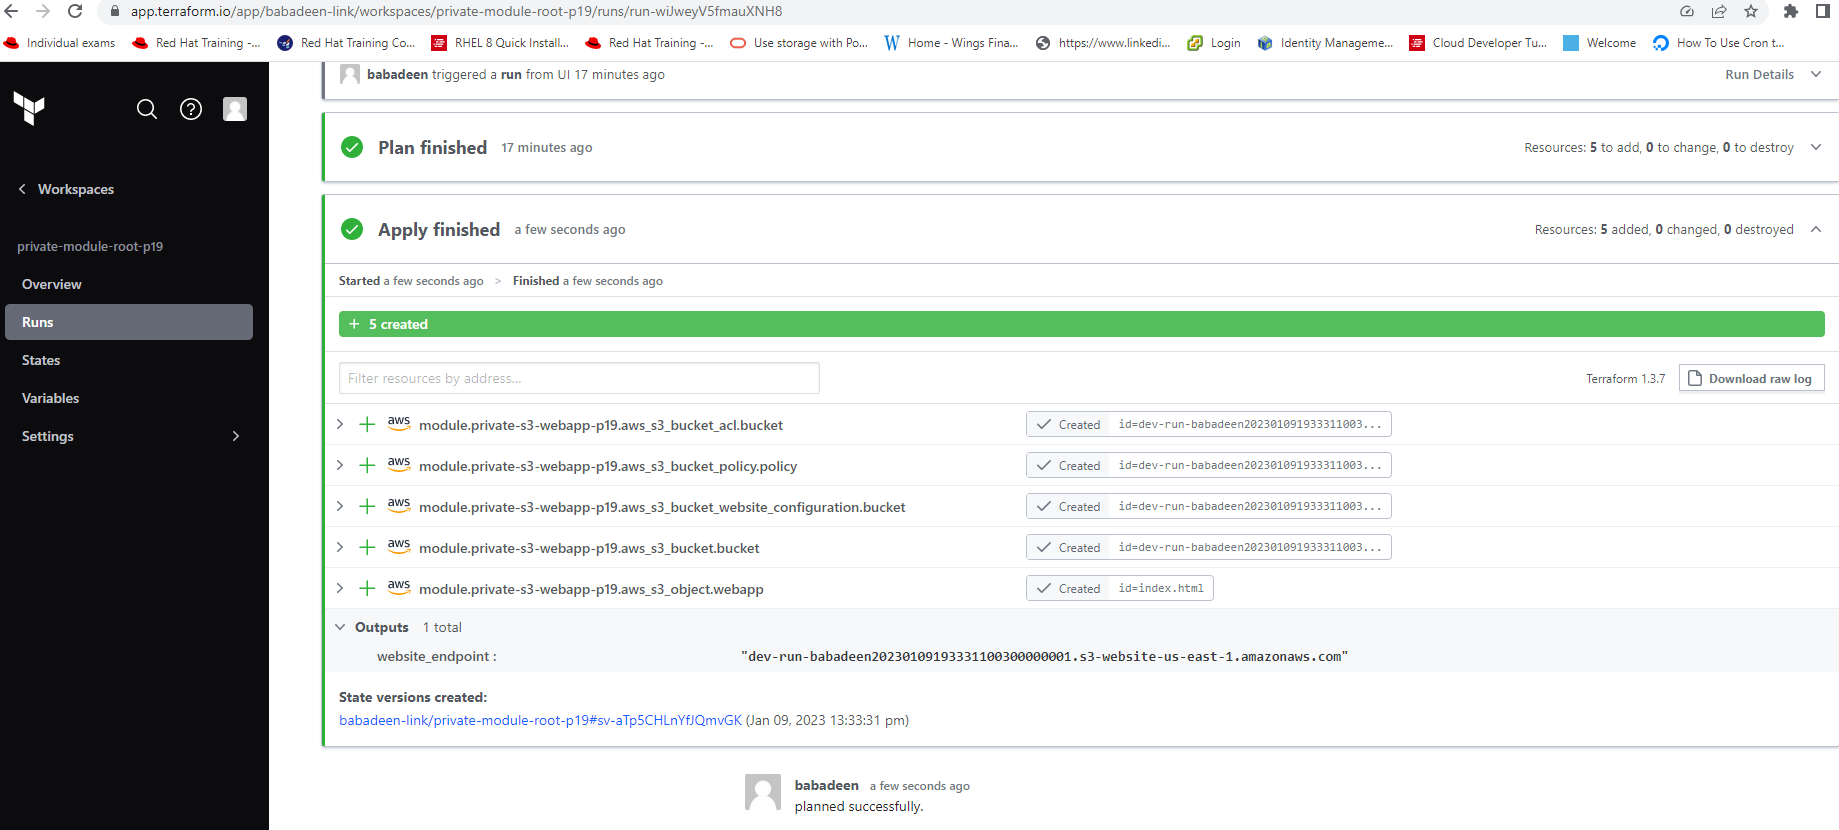 app.terraform.io/app/babadeen-link/workspaces/private-module-root-p19/runs/run-wiJweyV5fmauXNH8
Individual exams Red Hat Training -... Red Hat Training Co... RHEL 8 Quick Install... Red Hat Training -... Use storage with Po... Home - Wings Fina... https://www.linkedi... Login Identity Manageme... Cloud Developer Tu... Welcome How To Use Cron t...
babadeen triggered a run from UI 17 minutes ago Run Details
Plan finished 17 minutes ago Resources: 5 to add, 0 to change, 0 to destroy
Workspaces
private-module-root-p19
Overview
Runs
States
Variables
Settings
Apply finished a few seconds ago Resources: 5 added, 0 changed, 0 destroyed
Started a few seconds ago > Finished a few seconds ago
+ 5 created
Filter resources by address... Terraform 1.3.7 Download raw log
aws module.private-s3-webapp-p19.aws_s3_bucket_acl.bucket Created id=dev-run-babadeen202301091933311003...
aws module.private-s3-webapp-p19.aws_s3_bucket_policy.policy Created id=dev-run-babadeen202301091933311003...
aws module.private-s3-webapp-p19.aws_s3_bucket_website_configuration.bucket Created id=dev-run-babadeen202301091933311003...
aws module.private-s3-webapp-p19.aws_s3_bucket.bucket Created id=dev-run-babadeen202301091933311003...
aws module.private-s3-webapp-p19.aws_s3_object.webapp Created id=index.html
Outputs 1 total
website_endpoint : "dev-run-babadeen20230109193331100300000001.s3-website-us-east-1.amazonaws.com"
State versions created:
babadeen-link/private-module-root-p19#sv-aTp5CHLnYfJQmvGK (Jan 09, 2023 13:33:31 pm)
babadeen a few seconds ago
planned successfully.